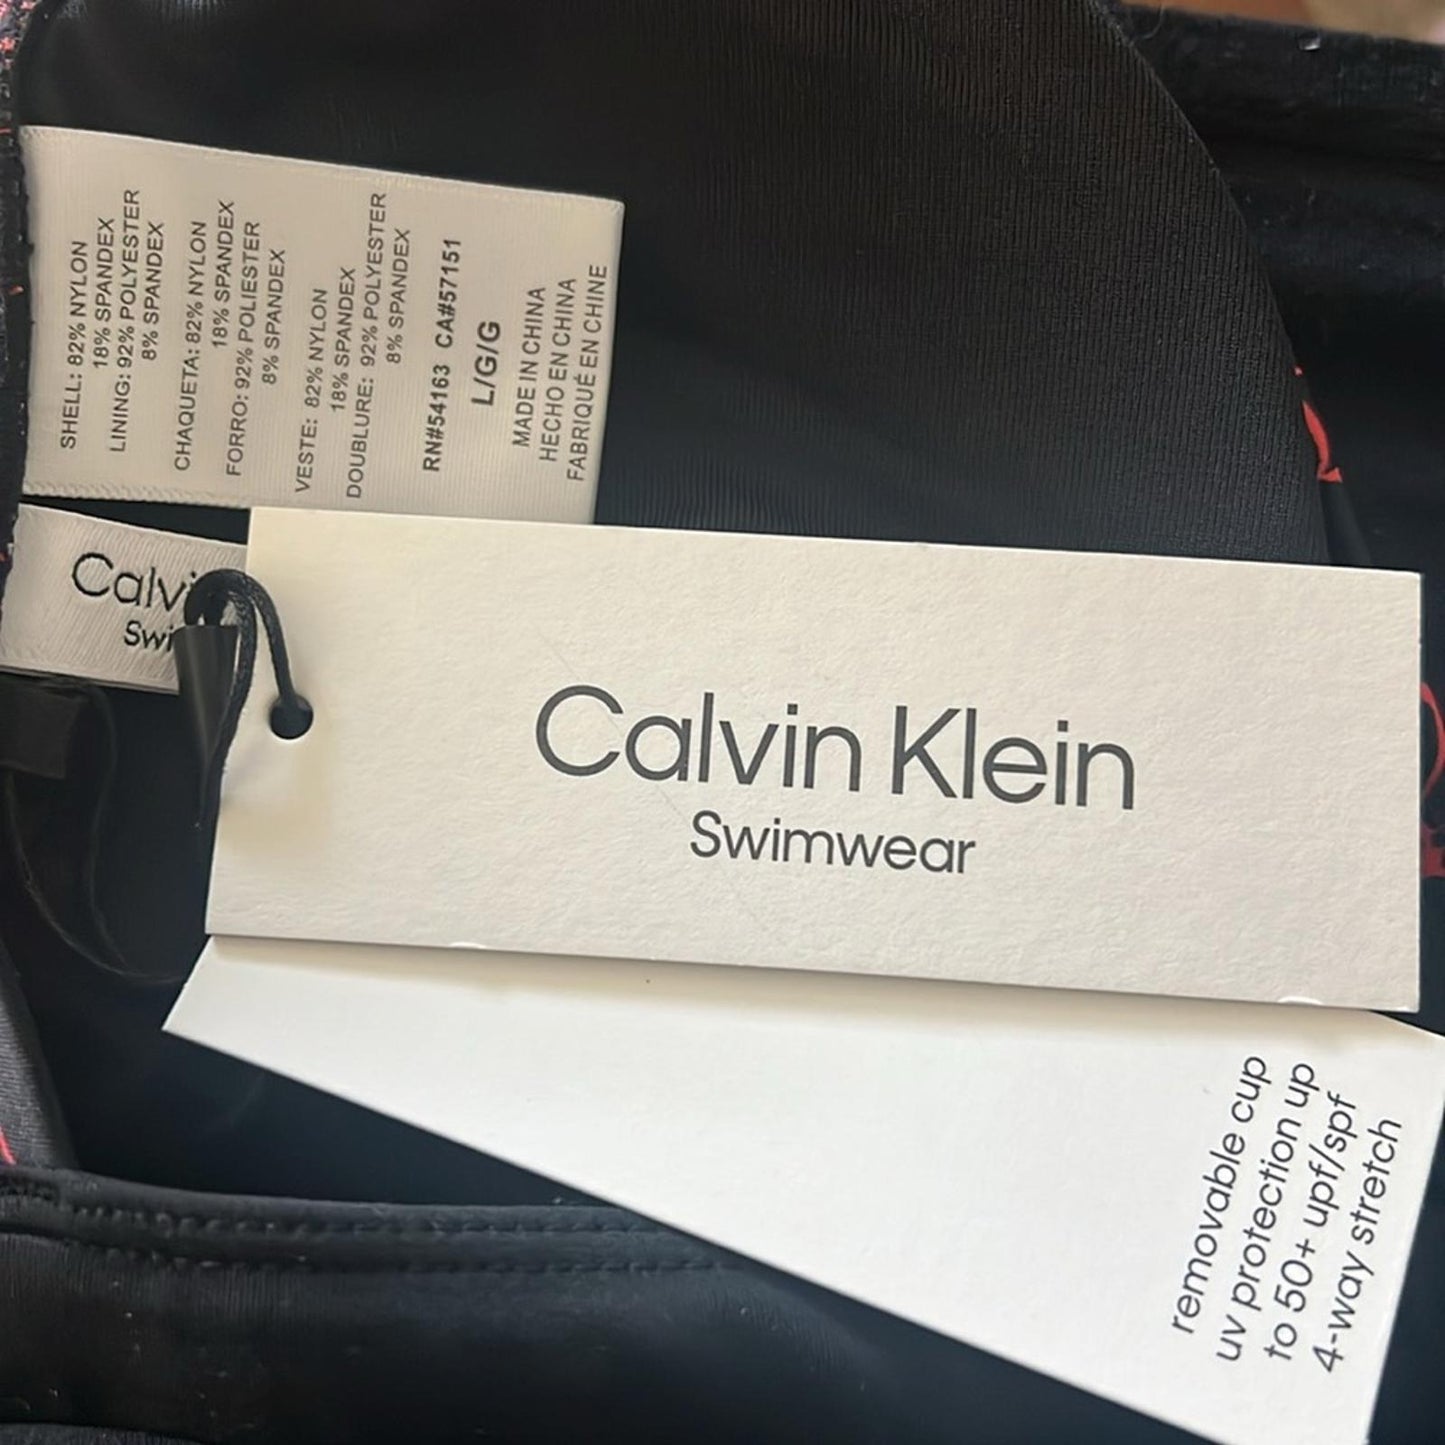 SHELL: 82% NYLON
18% SPANDEX
LINING: 92% POLYESTER
8% SPANDEX
CHAQUETA: 82% NYLON
18% SPANDEX
FORRO: 92% POLIESTER
8% SPANDEX
VESTE: 82% NYLON
18% SPANDEX
DOUBLURE: 92% POLYESTER
8% SPANDEX
RN#54163 CA#57151
L/G/G
MADE IN CHINA
HECHO EN CHINA
FABRIQUÉ EN CHINE
Calvi
Swi
Calvin Klein
Swimwear
removable cup
uv protection up
to 50+ upf/spf
4-way stretch